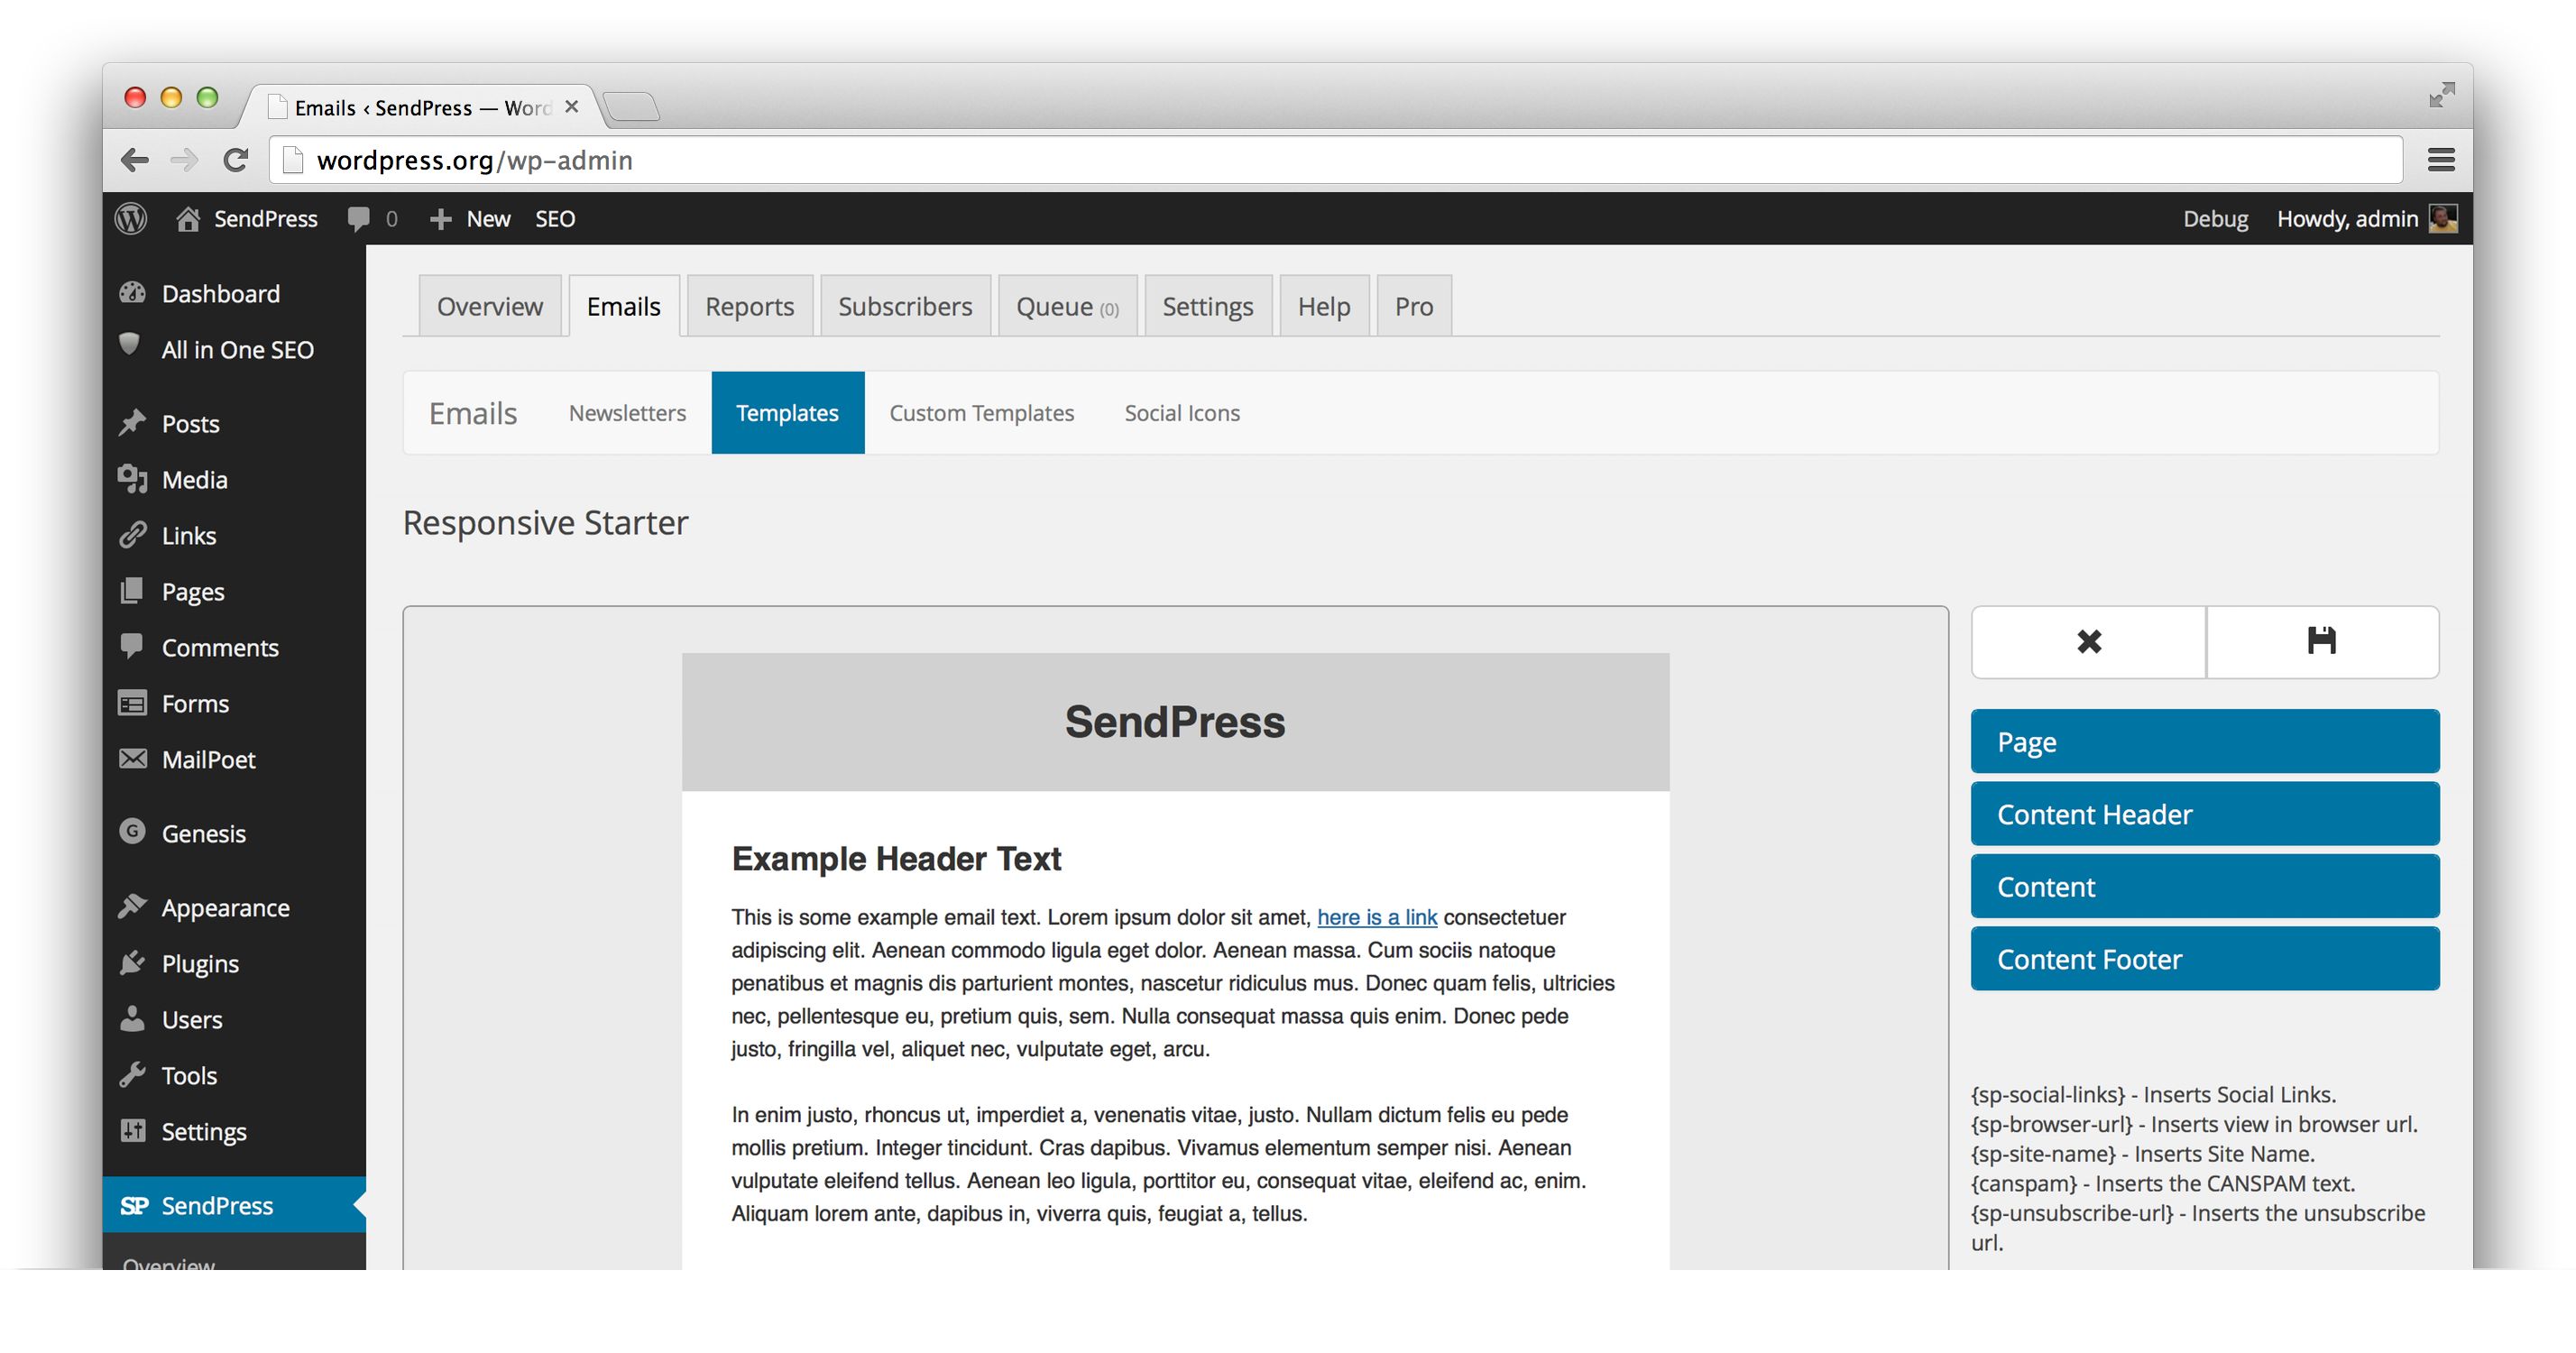 Emails ‹ SendPress — Word
wordpress.org/wp-admin
SendPress 0 New SEO Debug Howdy, admin
Dashboard
All in One SEO
Posts
Media
Links
Pages
Comments
Forms
MailPoet
Genesis
Appearance
Plugins
Users
Tools
Settings
SP SendPress
Overview
Overview Emails Reports Subscribers Queue (0) Settings Help Pro
Emails Newsletters Templates Custom Templates Social Icons
Responsive Starter
SendPress
Example Header Text
This is some example email text. Lorem ipsum dolor sit amet, here is a link consectetuer
adipiscing elit. Aenean commodo ligula eget dolor. Aenean massa. Cum sociis natoque
penatibus et magnis dis parturient montes, nascetur ridiculus mus. Donec quam felis, ultricies
nec, pellentesque eu, pretium quis, sem. Nulla consequat massa quis enim. Donec pede
justo, fringilla vel, aliquet nec, vulputate eget, arcu.
In enim justo, rhoncus ut, imperdiet a, venenatis vitae, justo. Nullam dictum felis eu pede
mollis pretium. Integer tincidunt. Cras dapibus. Vivamus elementum semper nisi. Aenean
vulputate eleifend tellus. Aenean leo ligula, porttitor eu, consequat vitae, eleifend ac, enim.
Aliquam lorem ante, dapibus in, viverra quis, feugiat a, tellus.
Page
Content Header
Content
Content Footer
{sp-social-links} - Inserts Social Links.
{sp-browser-url} - Inserts view in browser url.
{sp-site-name} - Inserts Site Name.
{canspam} - Inserts the CANSPAM text.
{sp-unsubscribe-url} - Inserts the unsubscribe
url.